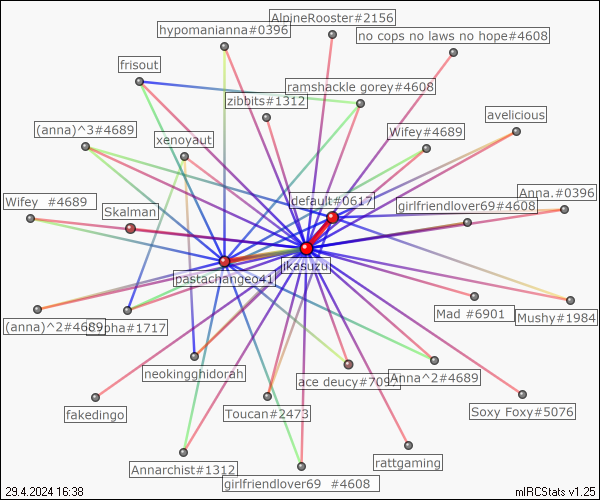 AlpineRooster#2156
hypomanianna#0396
no cops no laws no hope#4608
frisout
ramshackle gorey#4608
zibbits#1312
avelicious
(anna)^3#4689
Wifey#4689
xenoyaut
Anna.#0396
Wifey #4689
default#0617
girlfriendlover69#4608
Skalman
jkasuzu
pastachangeo41
Mad #6901
Mushy#1984
(anna)^2#4689
#1717
neokingghidorah
ace deucy#709
Anna^2#4689
fakedingo
Toucan#2473
Soxy Foxy#5076
Annarchist#1312
rattgaming
girlfriendlover69 #4608
29.4.2024 16:38
mIRCStats v1.25